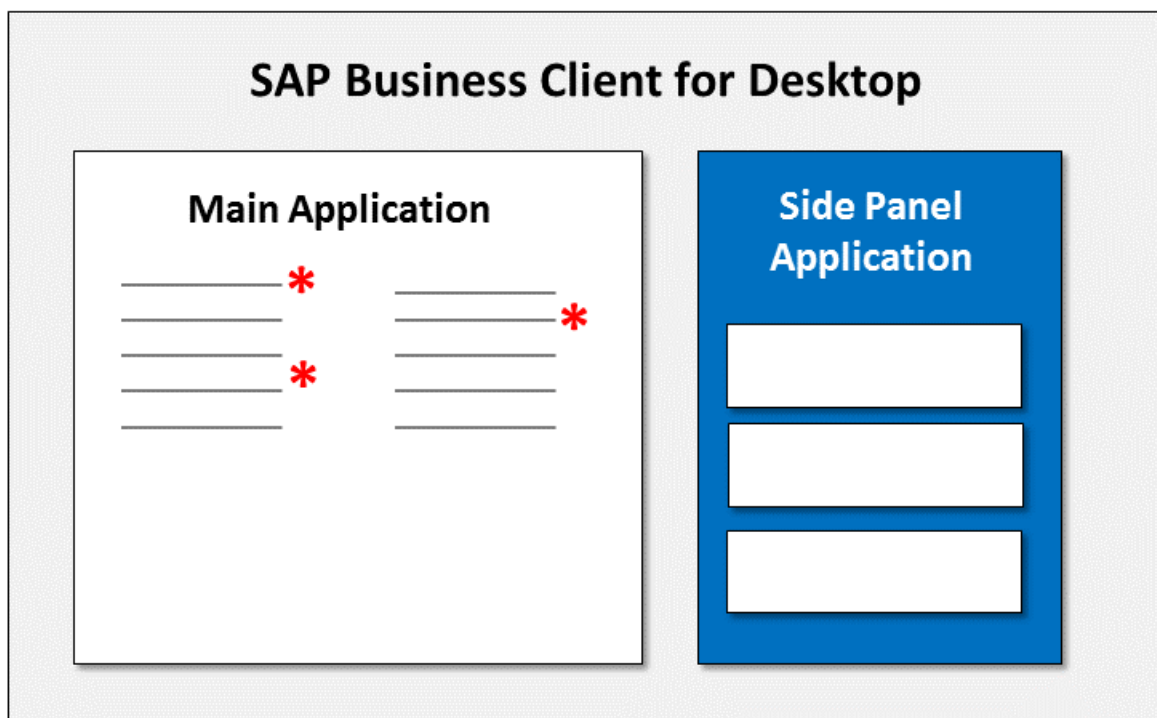 SAP Business Client for Desktop
Main Application
*
*
*
Side Panel
Application